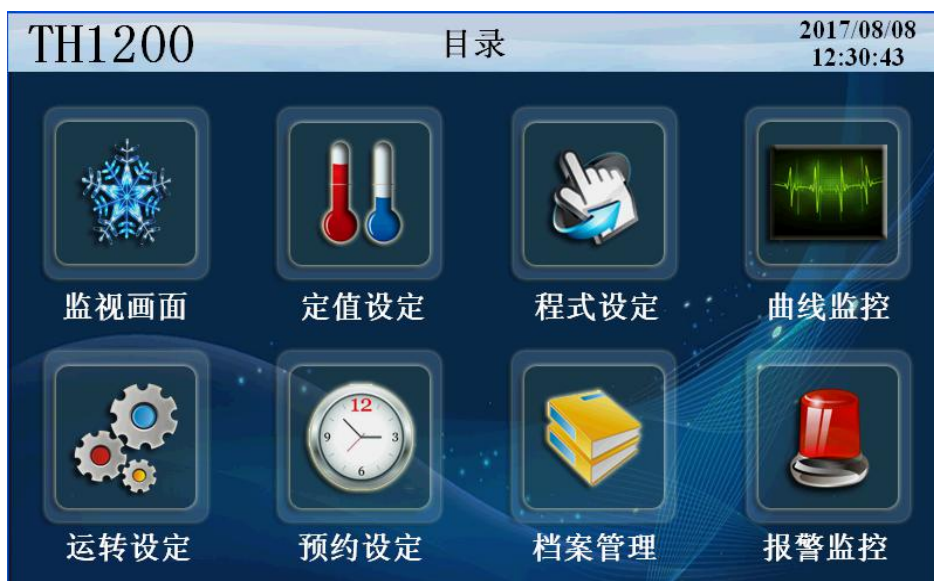 TH1200
目录
2017/08/08
12:30:43
监视画面
定值设定
程式设定
曲线监控
12
3
6
9
运转设定
预约设定
档案管理
报警监控